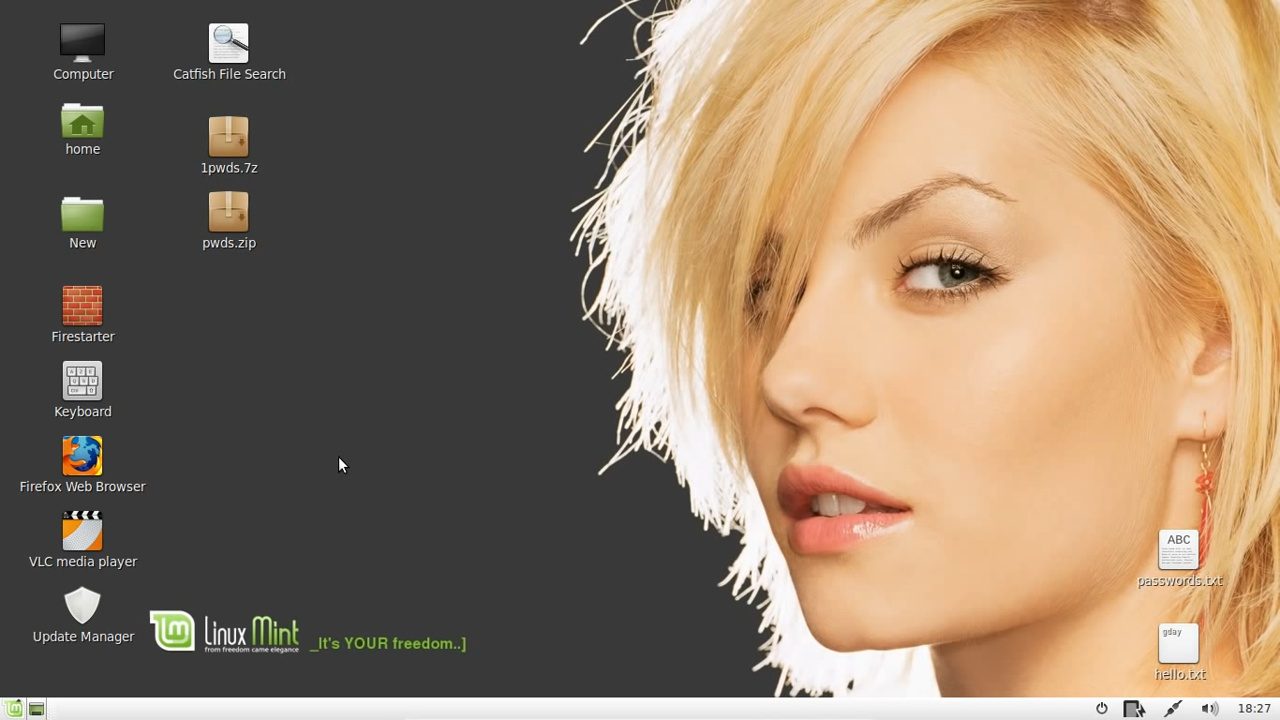 Computer
Catfish File Search
home
1pwds.7z
New
pwds.zip
Firestarter
Keyboard
Firefox Web Browser
VLC media player
Update Manager
Linux Mint
from freedom came elegance
_It's YOUR freedom..]
ABC
passwords.txt
gday
hello.txt
18:27